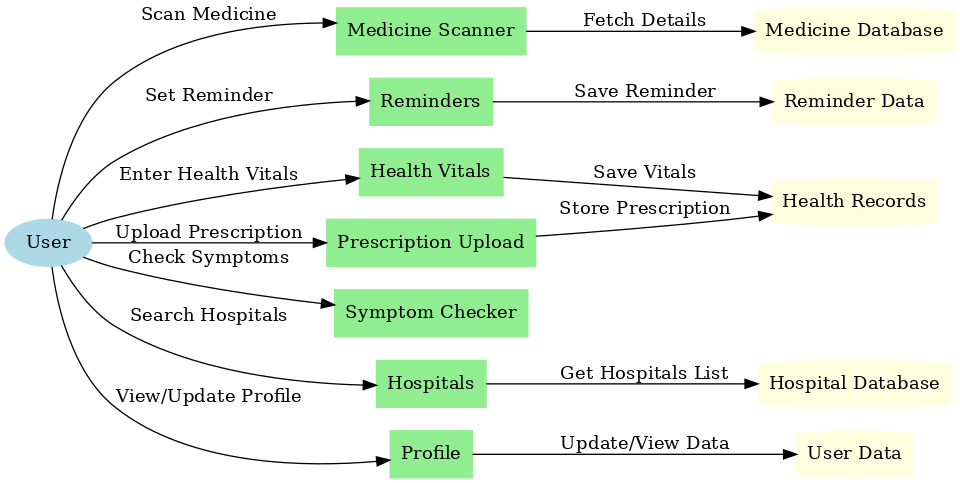 Scan Medicine
Medicine Scanner
Fetch Details
Medicine Database
Set Reminder
Reminders
Save Reminder
Reminder Data
Enter Health Vitals
Health Vitals
Save Vitals
Health Records
User
Upload Prescription
Prescription Upload
Store Prescription
Check Symptoms
Symptom Checker
Search Hospitals
Hospitals
Get Hospitals List
Hospital Database
View/Update Profile
Profile
Update/View Data
User Data